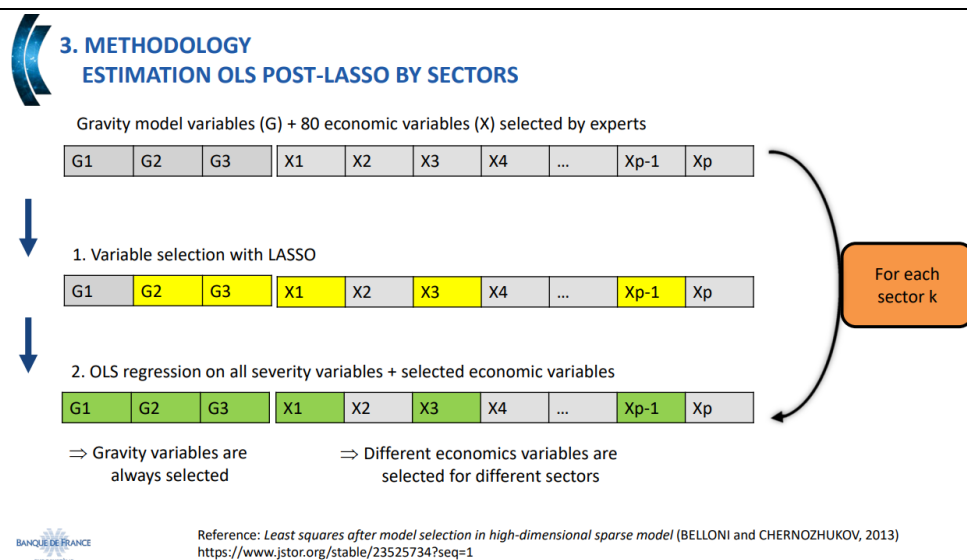 3. METHODOLOGY
ESTIMATION OLS POST-LASSO BY SECTORS
Gravity model variables (G) + 80 economic variables (X) selected by experts
G1 G2 G3 X1 X2 X3 X4 ... Xp-1 Xp
1. Variable selection with LASSO
G1 G2 G3 X1 X2 X3 X4 ... Xp-1 Xp
For each
sector k
2. OLS regression on all severity variables + selected economic variables
G1 G2 G3 X1 X2 X3 X4 ... Xp-1 Xp
⇒ Gravity variables are
always selected
⇒ Different economics variables are
selected for different sectors
BANQUE DE FRANCE
Reference: Least squares after model selection in high-dimensional sparse model (BELLONI and CHERNOZHUKOV, 2013)
https://www.jstor.org/stable/23525734?seq=1